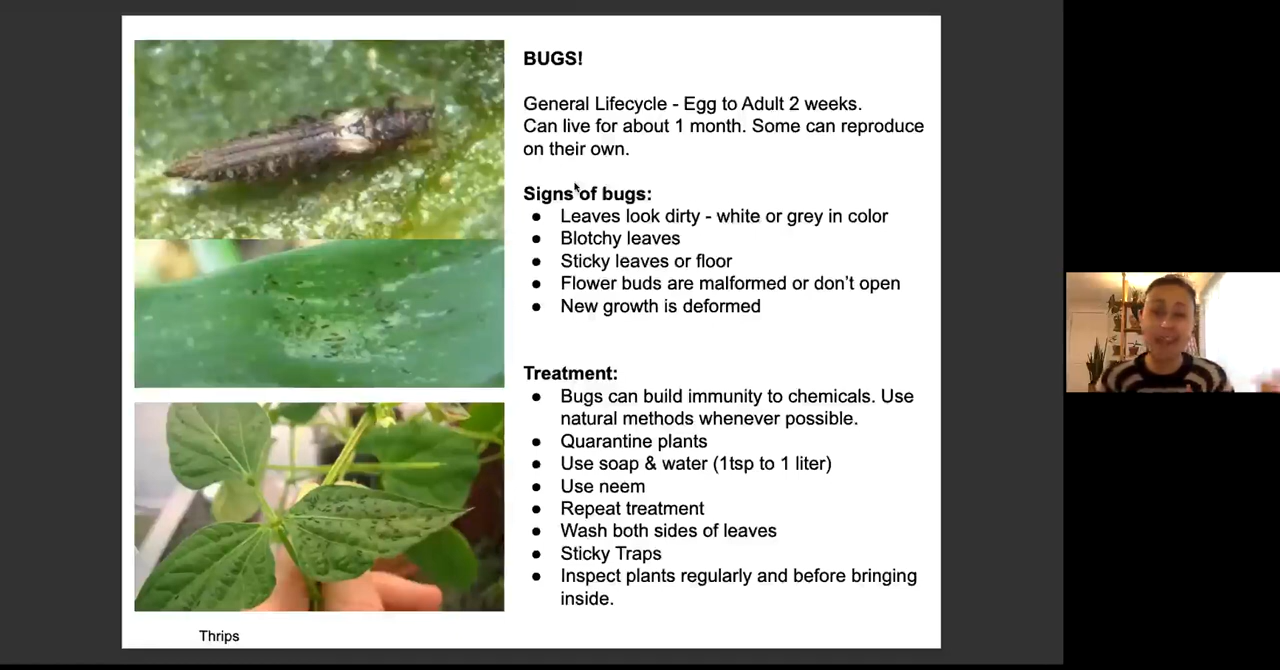 BUGS!
General Lifecycle - Egg to Adult 2 weeks.
Can live for about 1 month. Some can reproduce
on their own.
Signs of bugs:
● Leaves look dirty - white or grey in color
● Blotchy leaves
● Sticky leaves or floor
● Flower buds are malformed or don’t open
● New growth is deformed
Treatment:
● Bugs can build immunity to chemicals. Use
natural methods whenever possible.
● Quarantine plants
● Use soap & water (1tsp to 1 liter)
● Use neem
● Repeat treatment
● Wash both sides of leaves
● Sticky Traps
● Inspect plants regularly and before bringing
inside.
Thrips